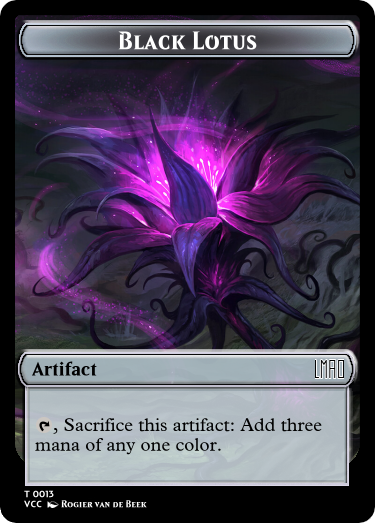 Black Lotus
Artifact
LMAO
, Sacrifice this artifact: Add three
mana of any one color.
T 0013
VCC Rogier van de Beek